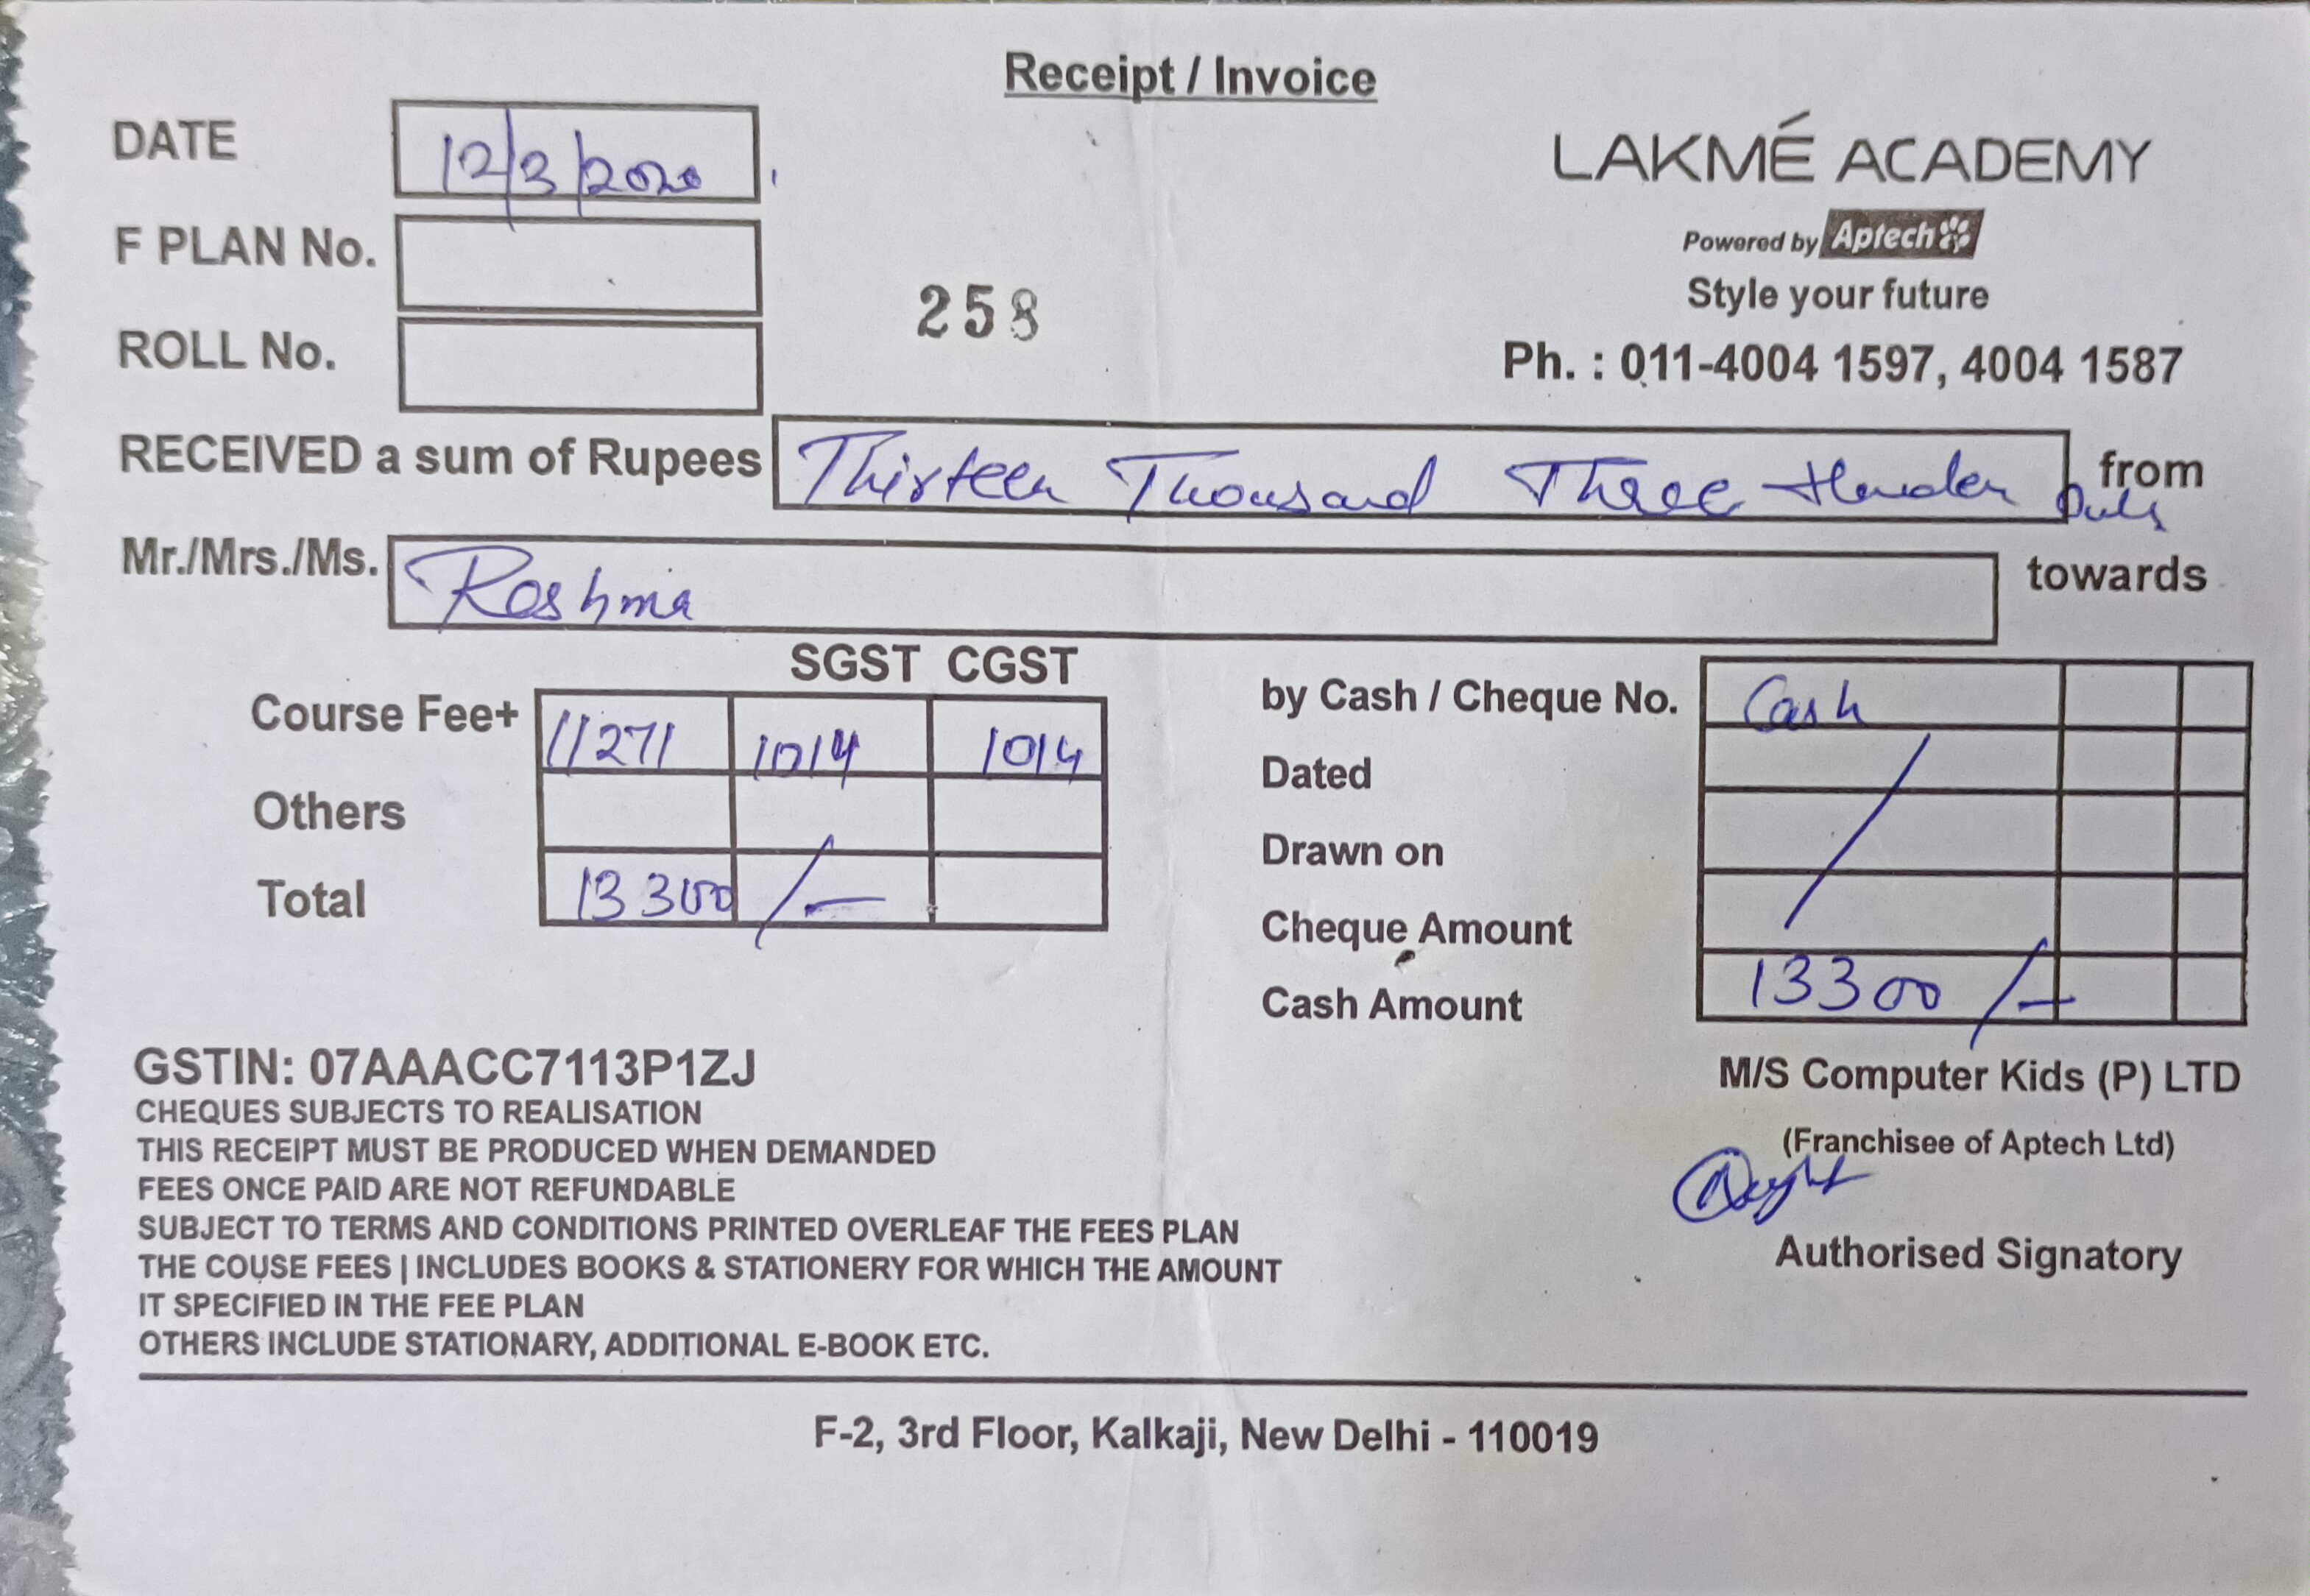 Receipt / Invoice
DATE 12/3/2020
LAKMÉ ACADEMY
Powered by Aptech
Style your future
F PLAN No.
258
ROLL No.
Ph. : 011-4004 1597, 4004 1587
RECEIVED a sum of Rupees Thirteen Thousand Three Hunder Only from
Mr./Mrs./Ms. Reshma towards
SGST CGST
Course Fee+ 11271 1014 1014
Others
Total 13300/-
by Cash / Cheque No. Cash
Dated
Drawn on
Cheque Amount
Cash Amount 13300/-
GSTIN: 07AAACC7113P1ZJ
CHEQUES SUBJECTS TO REALISATION
THIS RECEIPT MUST BE PRODUCED WHEN DEMANDED
FEES ONCE PAID ARE NOT REFUNDABLE
SUBJECT TO TERMS AND CONDITIONS PRINTED OVERLEAF THE FEES PLAN
THE COUSE FEES | INCLUDES BOOKS & STATIONERY FOR WHICH THE AMOUNT
IT SPECIFIED IN THE FEE PLAN
OTHERS INCLUDE STATIONARY, ADDITIONAL E-BOOK ETC.
M/S Computer Kids (P) LTD
(Franchisee of Aptech Ltd)
Authorised Signatory
F-2, 3rd Floor, Kalkaji, New Delhi - 110019